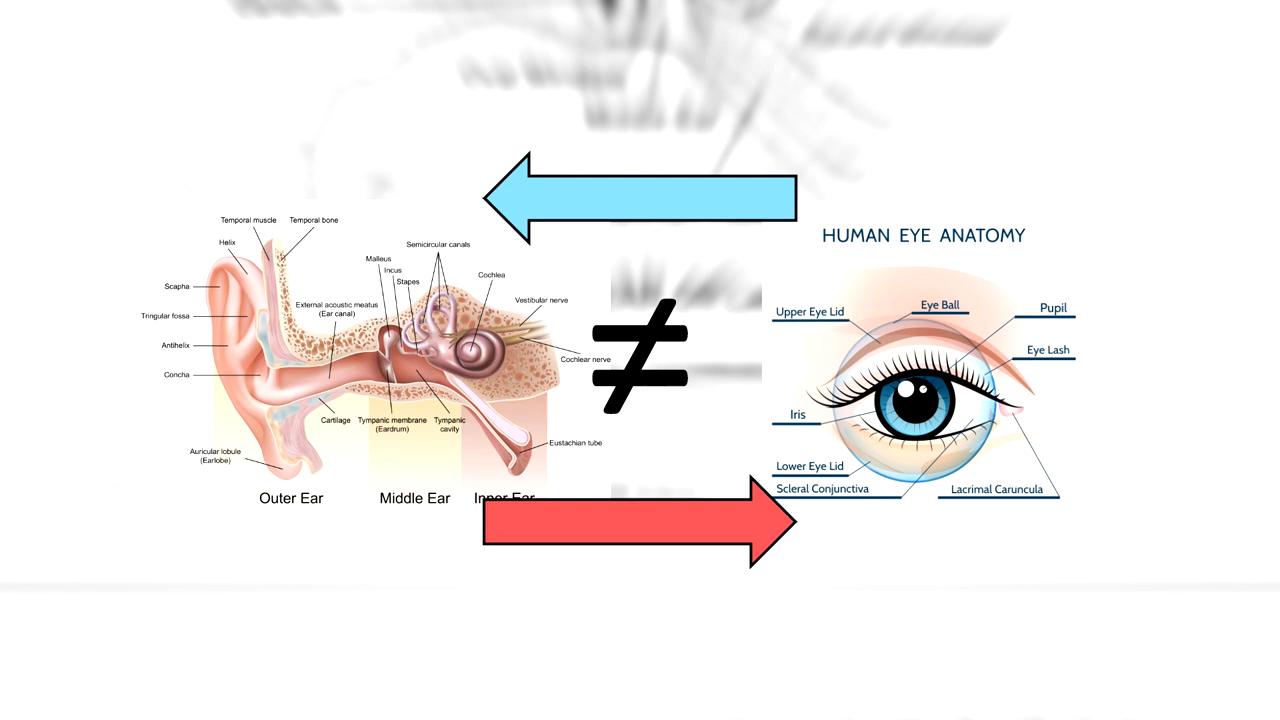 Temporal muscle
Temporal bone
Helix
Scapha
Tringular fossa
Antihelix
Concha
Auricular lobule
(Earlobe)
External acoustic meatus
(Ear canal)
Malleus
Incus
Stapes
Semicircular canals
Cochlea
Vestibular nerve
Cochlear nerve
Cartilage
Tympanic membrane
(Eardrum)
Tympanic
cavity
Eustachian tube
Outer Ear
Middle Ear
Inner Ear
≠
HUMAN EYE ANATOMY
Upper Eye Lid
Eye Ball
Pupil
Eye Lash
Iris
Lower Eye Lid
Scleral Conjunctiva
Lacrimal Caruncula